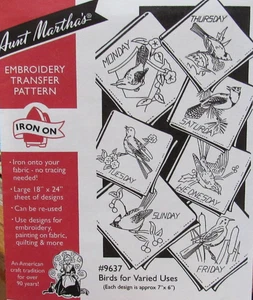 Aunt Martha's®
EMBROIDERY
TRANSFER
PATTERN
IRON ON
• Iron onto your
fabric - no tracing
needed!
• Large 18" x 24"
sheet of designs
• Can be re-used
• Use designs for
embroidery,
painting on fabric,
quilting & more
An American
craft tradition
for over
90 years!
MONDAY
THURSDAY
SATURDAY
TUESDAY
WEDNESDAY
SUNDAY
FRIDAY
#9637
Birds for Varied Uses
(Each design is approx 7"x 6")